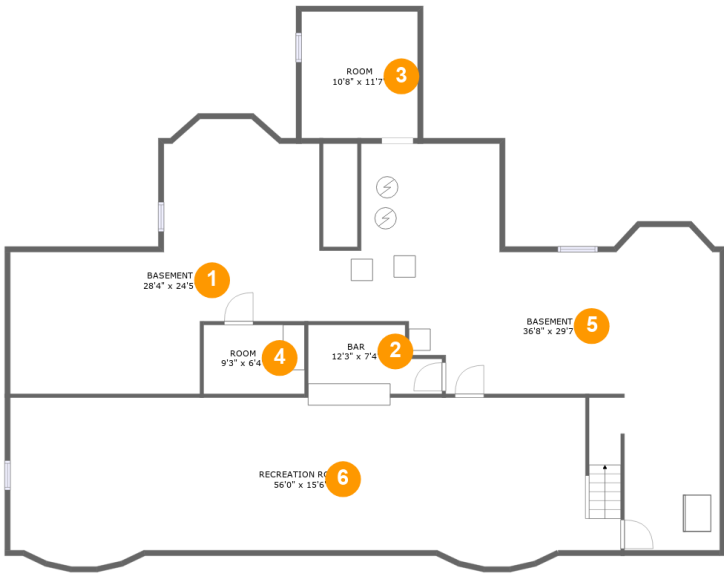 ROOM
10'8" x 11'7
3
BASEMENT
28'4" x 24'5
1
BASEMENT
36'8" x 29'7
5
ROOM
9'3" x 6'4
4
BAR
12'3" x 7'4
2
RECREATION RO
56'0" x 15'6
6